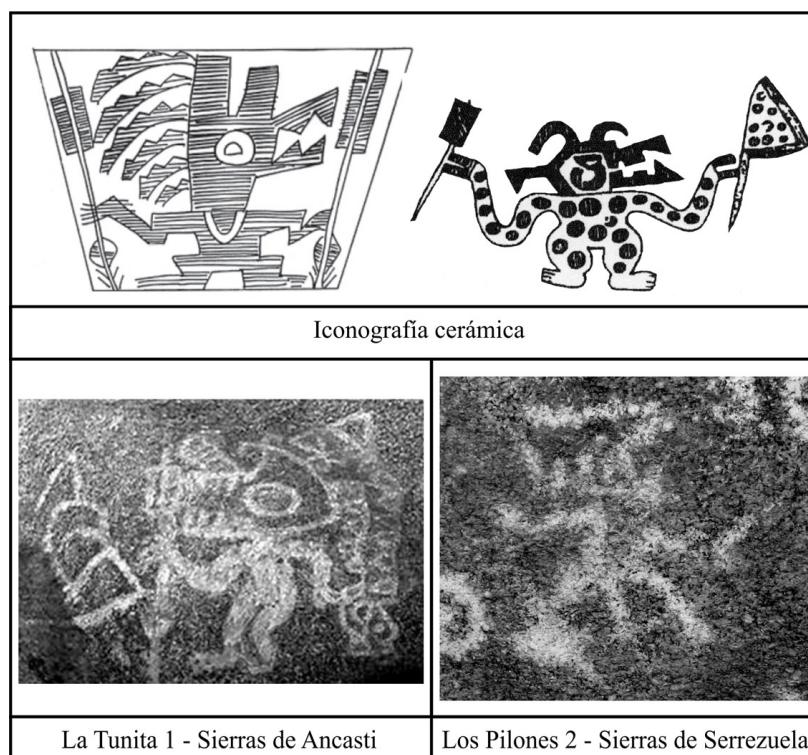 Iconografía cerámica
La Tunita 1 - Sierras de Ancasti
Los Pilones 2 - Sierras de Serrezuela